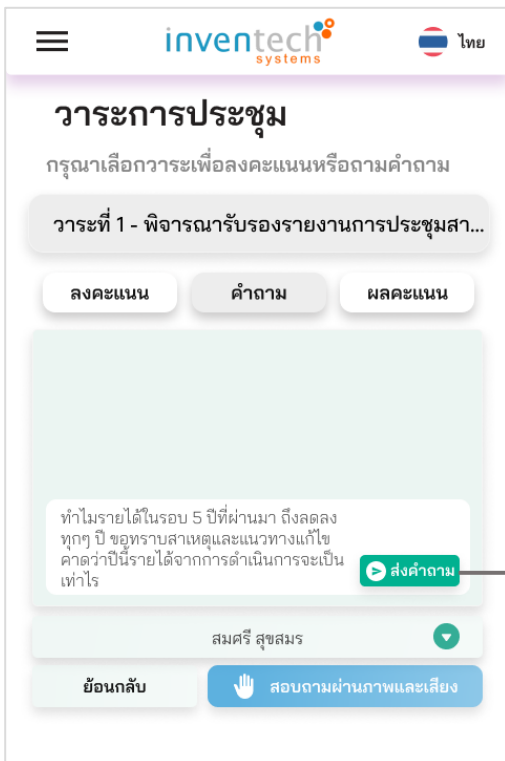 inventech
systems
ไทย
วาระการประชุม
กรุณาเลือกวาระเพื่อลงคะแนนหรือถามคำถาม
วาระที่ 1 - พิจารณารับรองรายงานการประชุมสา...
ลงคะแนน
คำถาม
ผลคะแนน
ทำไมรายได้ในรอบ 5 ปีที่ผ่านมา ถึงลดลง
ทุกๆ ปี ขอทราบสาเหตุและแนวทางแก้ไข
คาดว่าปีนี้รายได้จากการดำเนินการจะเป็น
เท่าไร
ส่งคำถาม
สมศรี สุขสมร
ย้อนกลับ
สอบถามผ่านภาพและเสียง